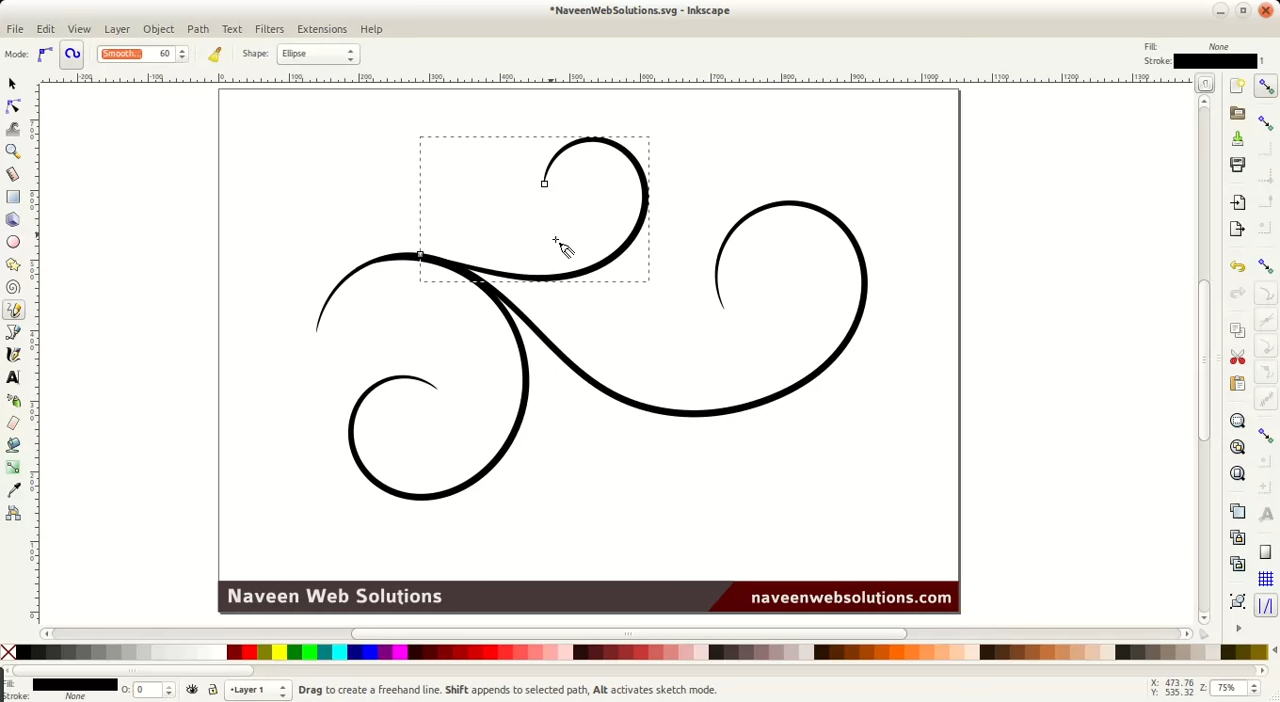 *NaveenWebSolutions.svg - Inkscape
File Edit View Layer Object Path Text Filters Extensions Help
Mode: Smooth... 60 Shape: Ellipse
Fill: None
Stroke: 1
Naveen Web Solutions naveenwebsolutions.com
Fill:
Stroke: None
O: 0
•Layer 1
Drag to create a freehand line. Shift appends to selected path, Alt activates sketch mode.
X: 473.76
Y: 535.32
Z: 75%